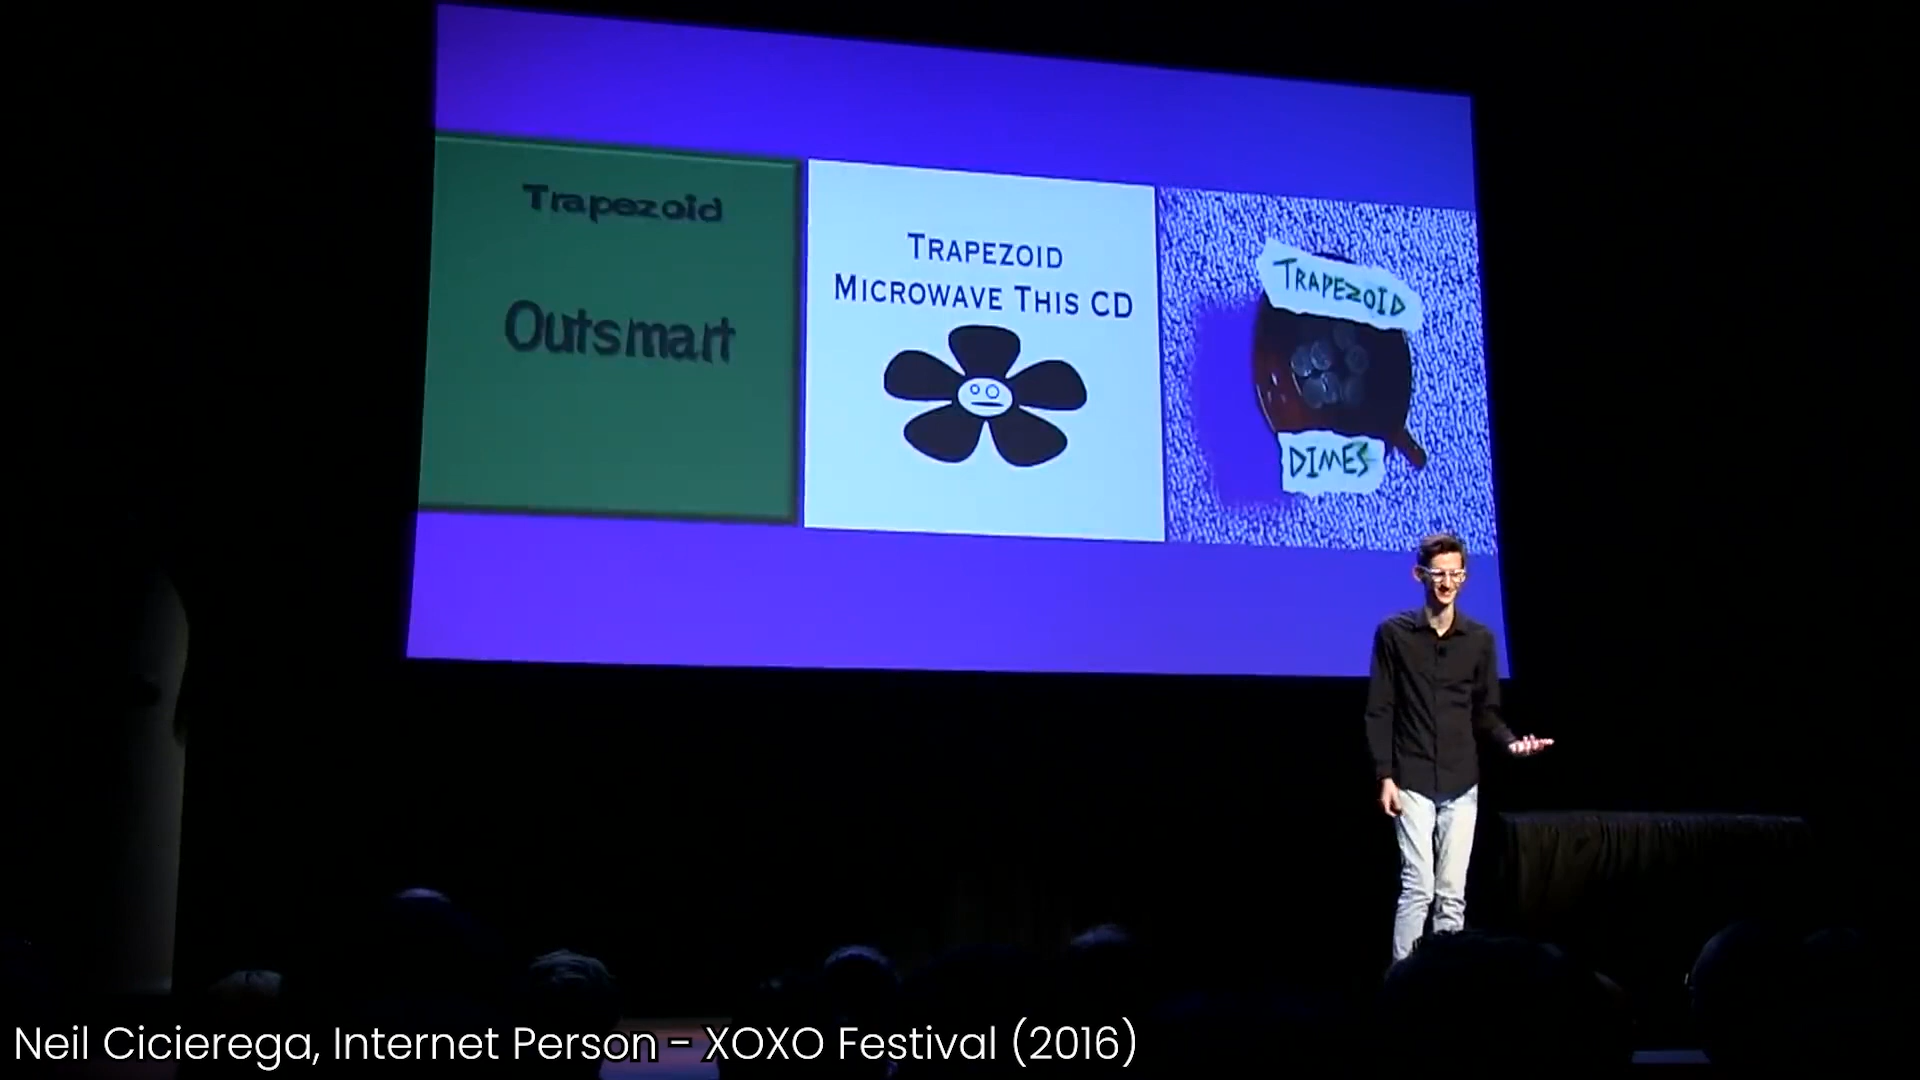 Trapezoid
Outsmart
TRAPEZOID
MICROWAVE THIS CD
TRAPEZOID
DIMES
Neil Cicierega, Internet Person - XOXO Festival (2016)